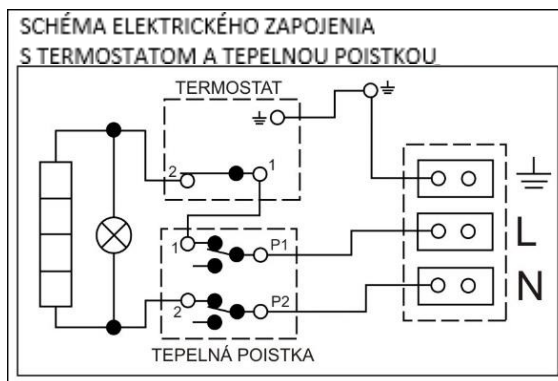 SCHÉMA ELEKTRICKÉHO ZAPOJENIA
S TERMOSTATOM A TEPELNOU POISTKOU
TERMOSTAT
2 1
1 P1
L
2 P2
N
TEPELNÁ POISTKA